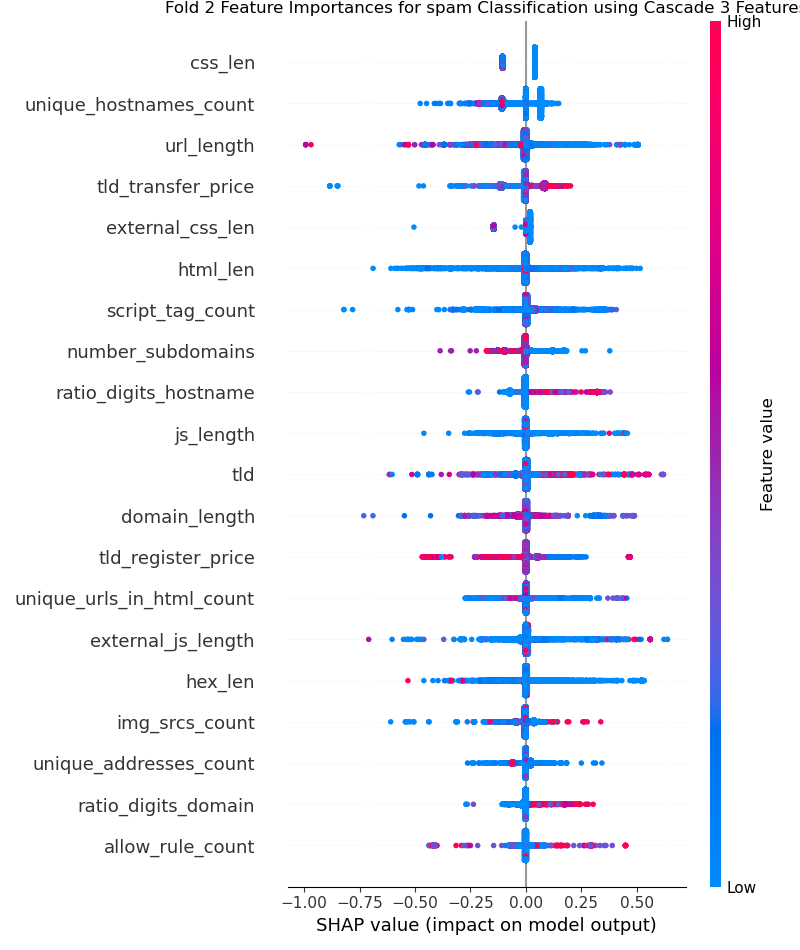 Fold 2 Feature Importances for spam Classification using Cascade 3 Features
High
css_len
unique_hostnames_count
url_length
tld_transfer_price
external_css_len
html_len
script_tag_count
number_subdomains
ratio_digits_hostname
js_length
tld
domain_length
tld_register_price
unique_urls_in_html_count
external_js_length
hex_len
img_srcs_count
unique_addresses_count
ratio_digits_domain
allow_rule_count
Feature value
Low
−1.00 −0.75 −0.50 −0.25 0.00 0.25 0.50
SHAP value (impact on model output)